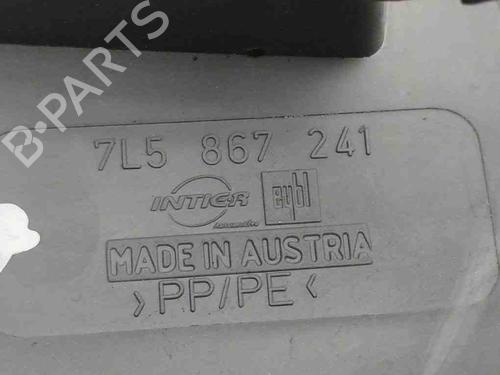 B·PARTS
7L5 867 241
INTIER eybl
MADE IN AUSTRIA
>PP/PE<